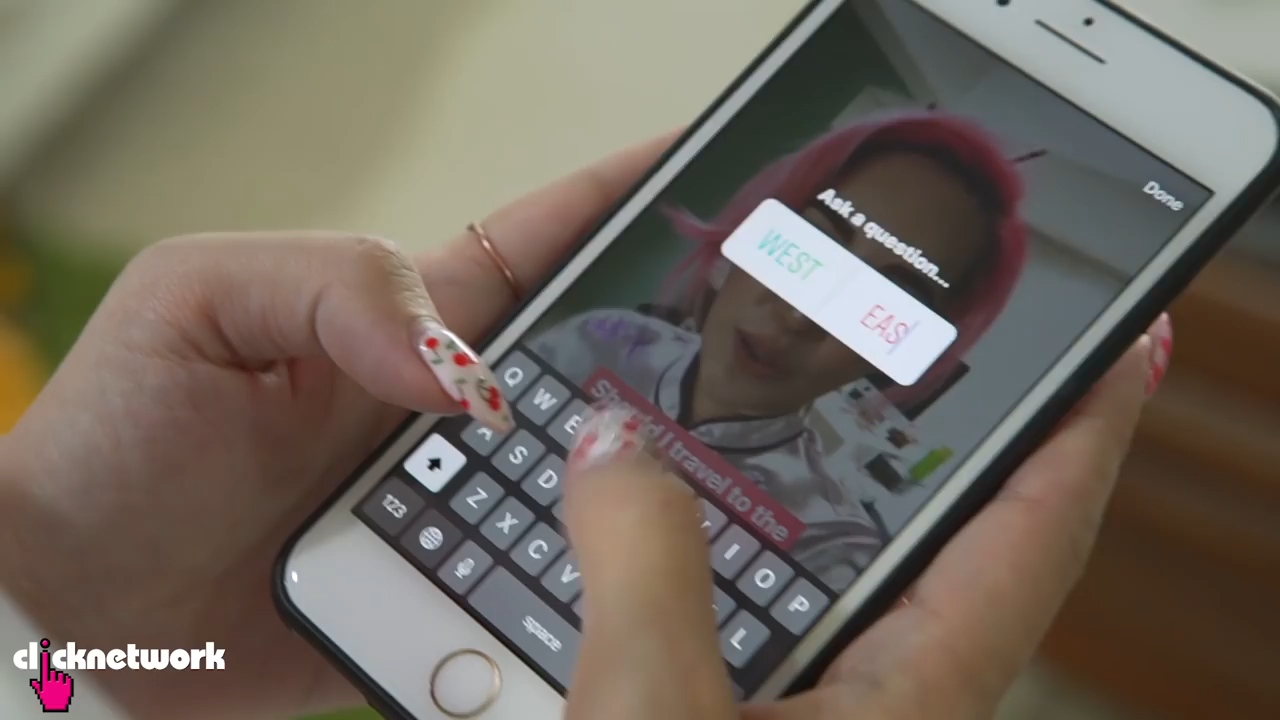 Done
Ask a question...
WEST
EAS
Should I travel to the
Q W E
I O P
A S D
L
Z X C V
123
space
clicknetwork